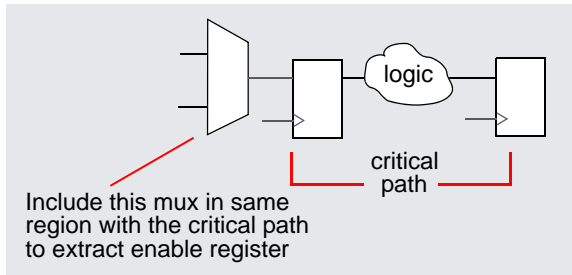 logic
critical
path
Include this mux in same
region with the critical path
to extract enable register